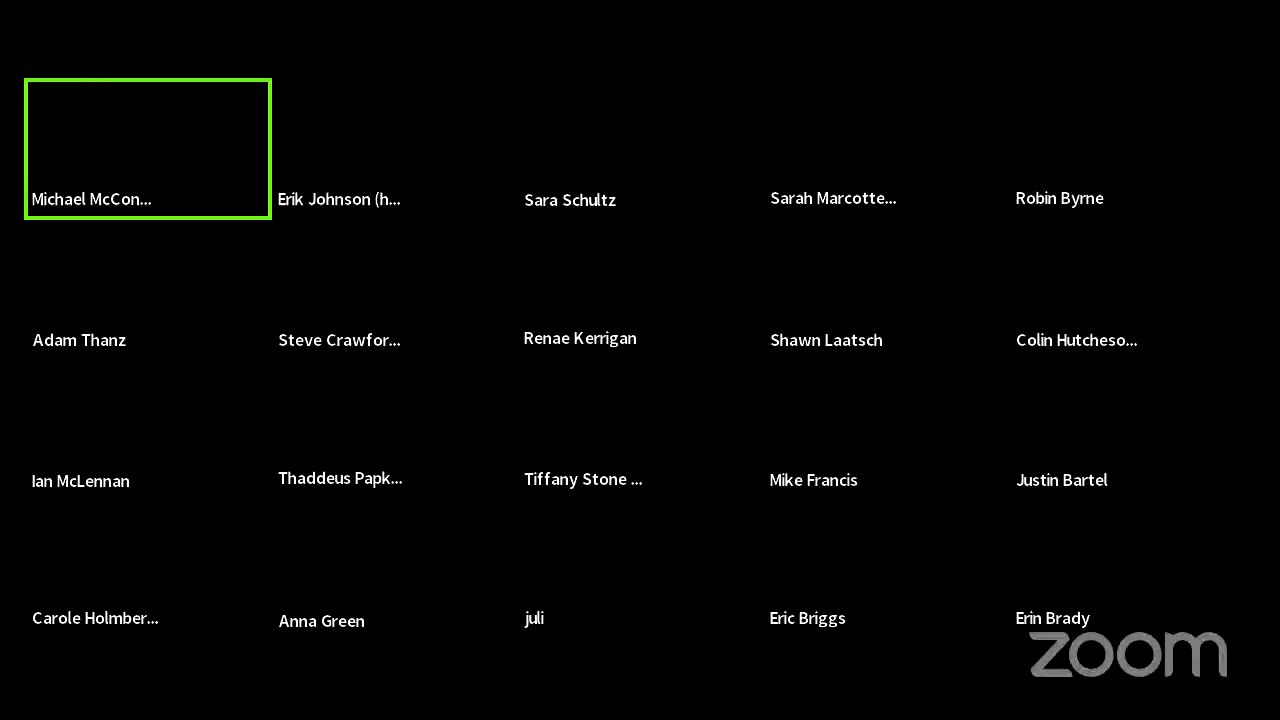 Michael McCon...
Erik Johnson (h...
Sara Schultz
Sarah Marcotte...
Robin Byrne
Adam Thanz
Steve Crawfor...
Renae Kerrigan
Shawn Laatsch
Colin Hutcheso...
Ian McLennan
Thaddeus Papk...
Tiffany Stone ...
Mike Francis
Justin Bartel
Carole Holmber...
Anna Green
juli
Eric Briggs
Erin Brady
zoom